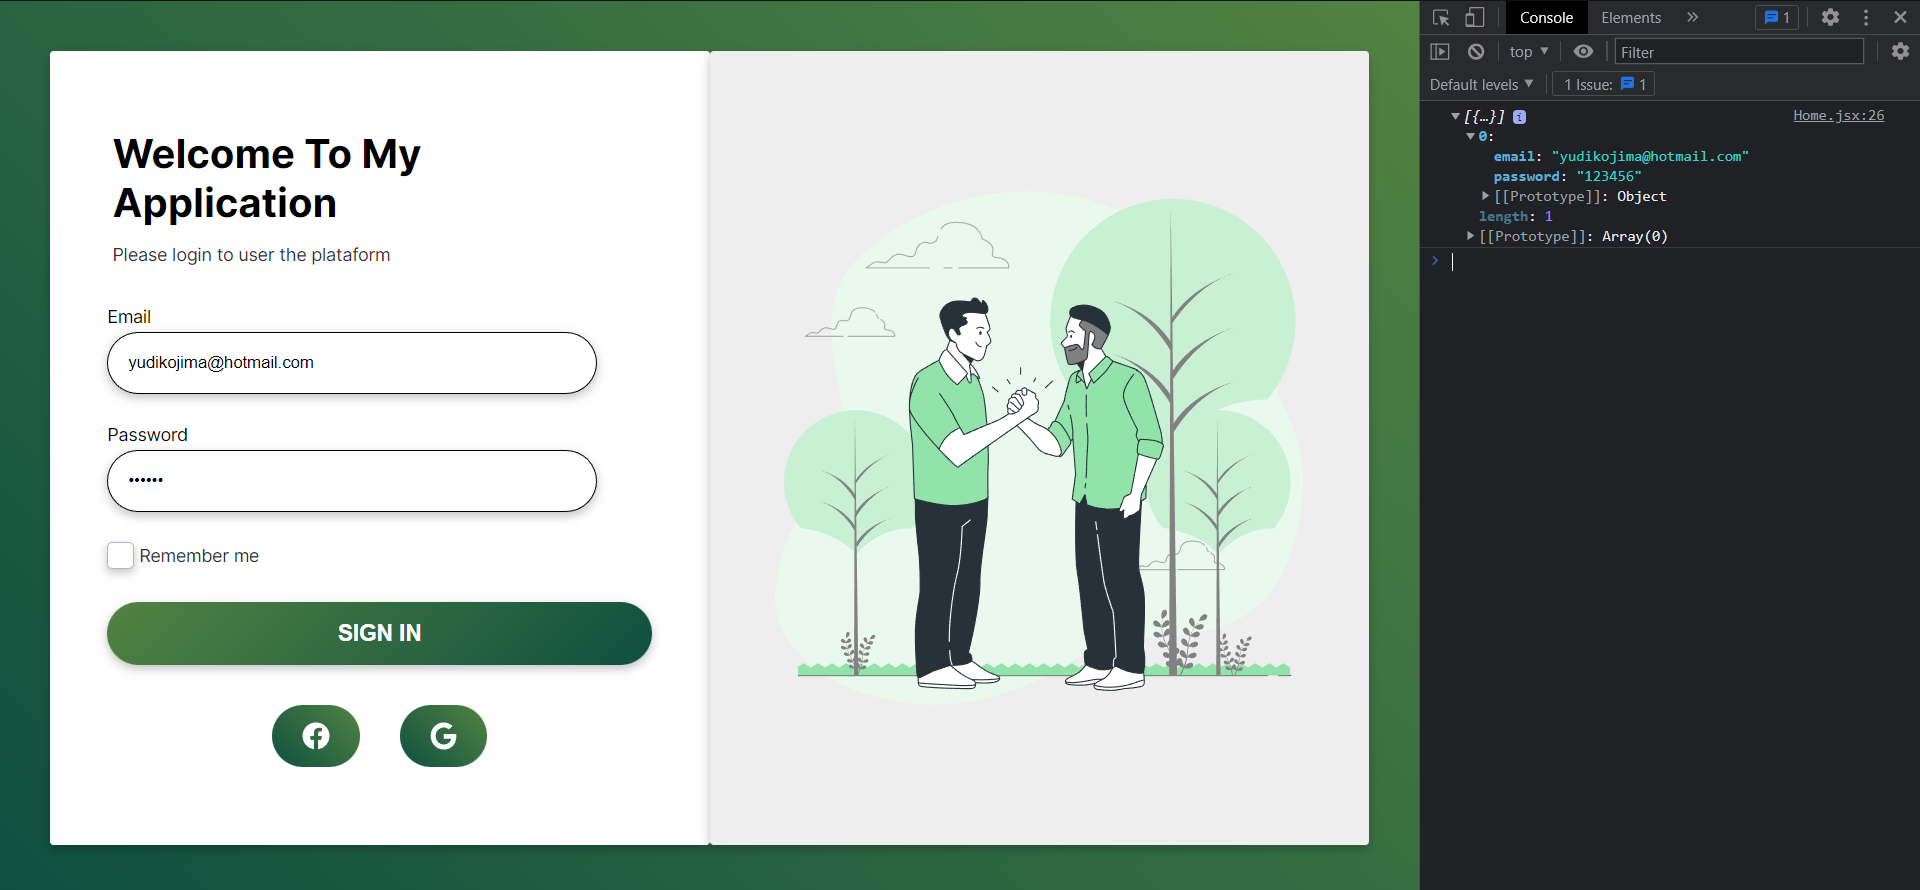 Welcome To My
Application
Please login to user the plataform
Email
yudikojima@hotmail.com
Password
••••••
Remember me
SIGN IN
Console
Elements
1
top
Filter
Default levels
1 Issue: 1
[{…}] i Home.jsx:26
0:
email: "yudikojima@hotmail.com"
password: "123456"
[[Prototype]]: Object
length: 1
[[Prototype]]: Array(0)